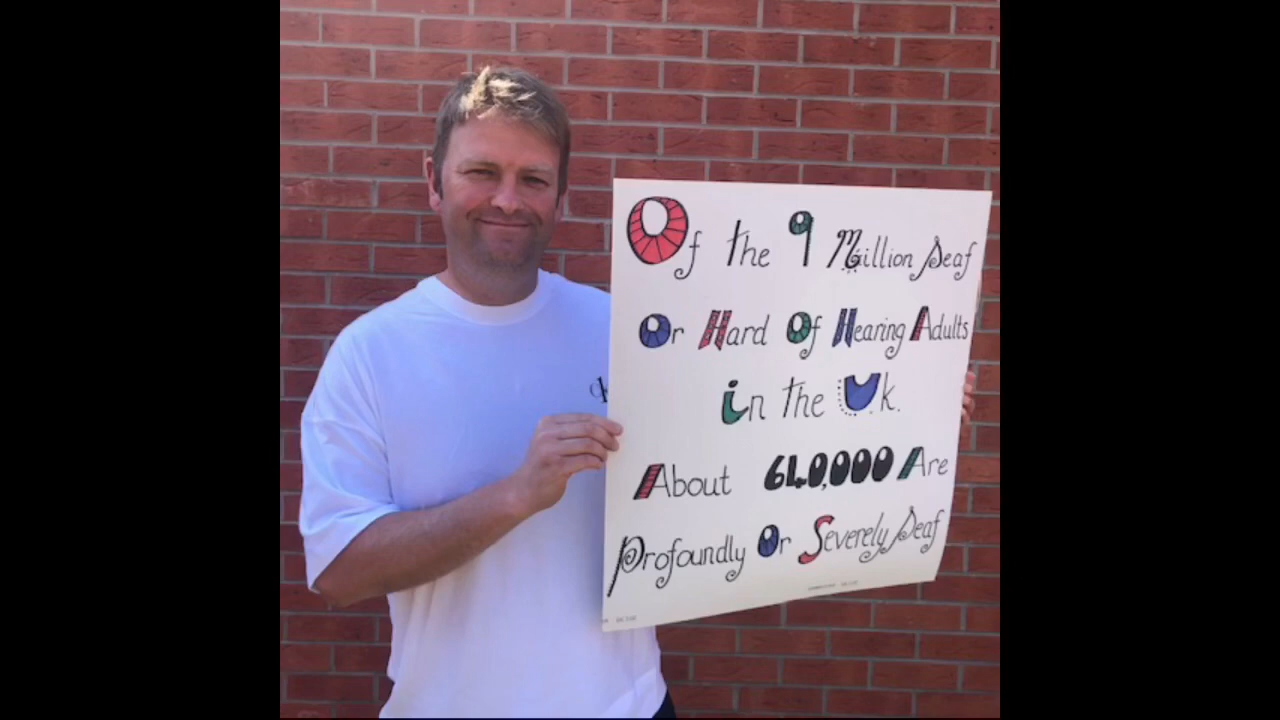 Of the 9 Million Deaf
Or Hard Of Hearing Adults
in the U.k.
About 640,000 Are
Profoundly Or Severely Deaf